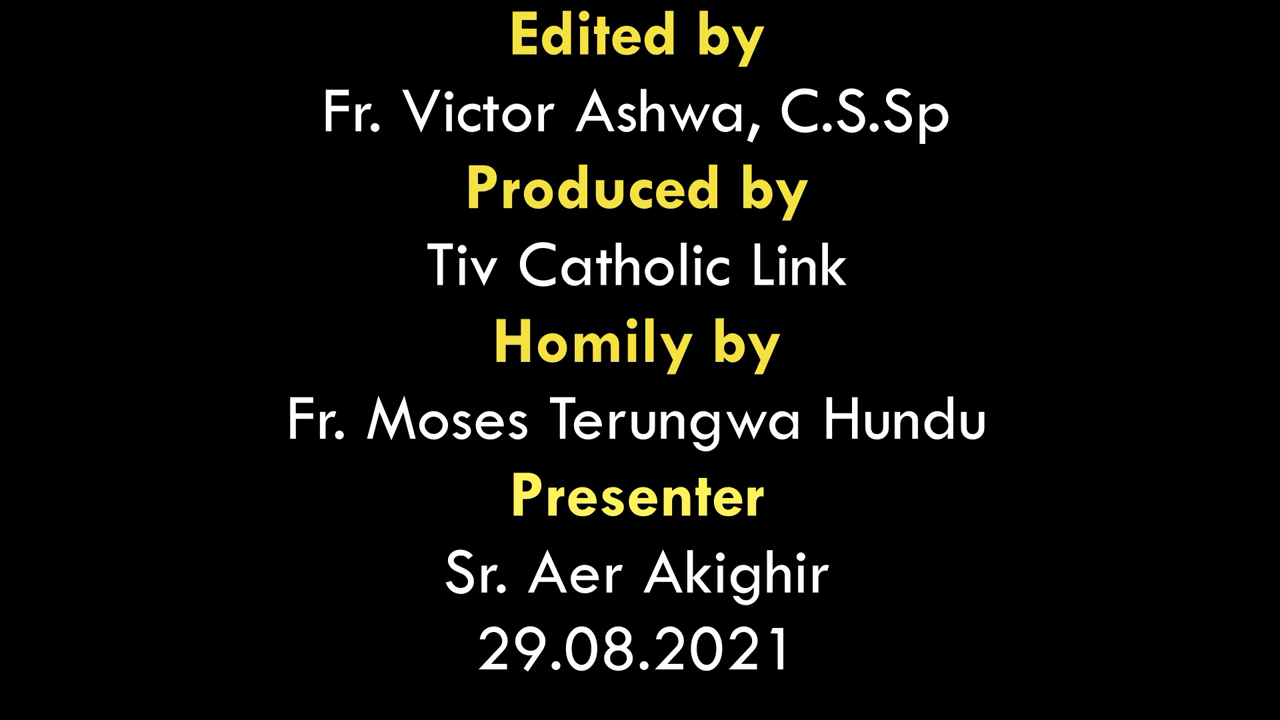 Edited by
Fr. Victor Ashwa, C.S.Sp
Produced by
Tiv Catholic Link
Homily by
Fr. Moses Terungwa Hundu
Presenter
Sr. Aer Akighir
29.08.2021